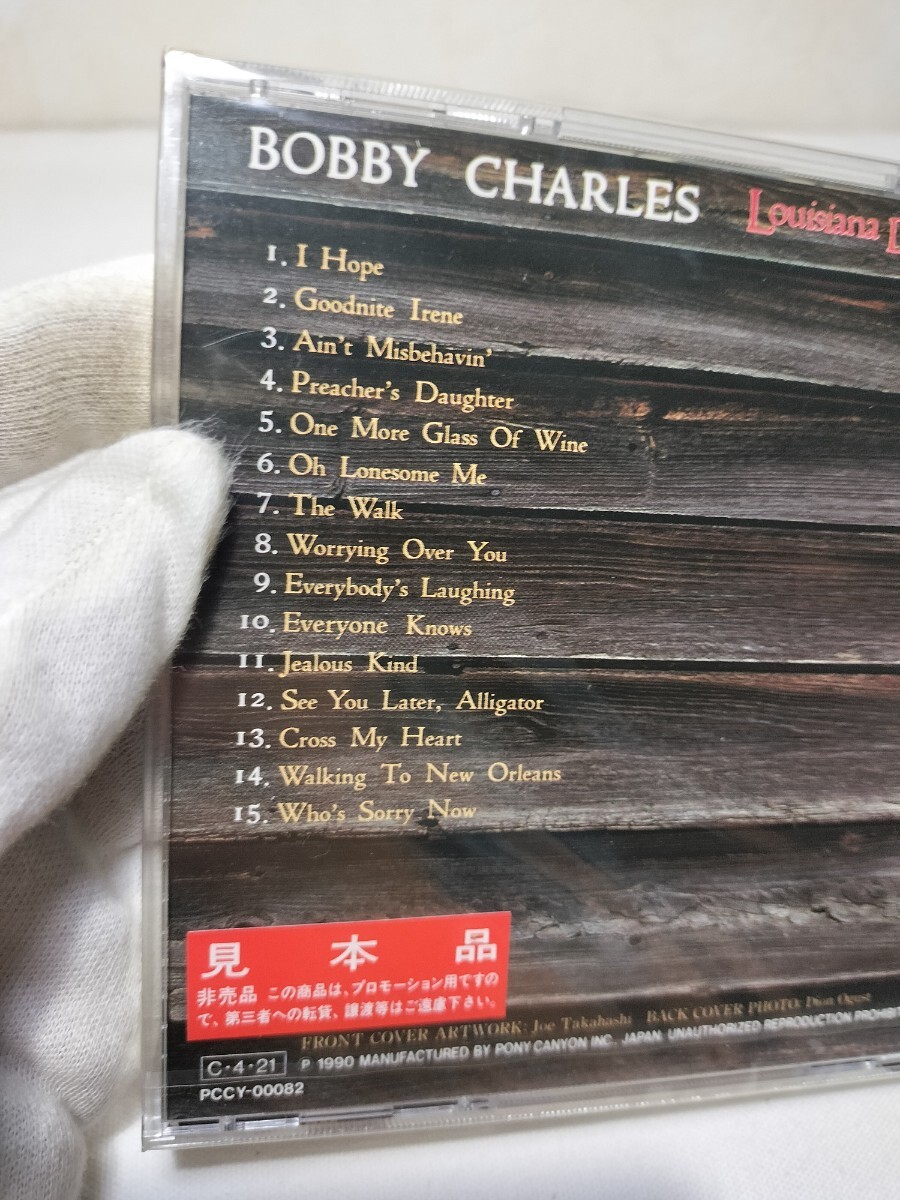 BOBBY CHARLES Louisiana
1. I Hope
2. Goodnite Irene
3. Ain't Misbehavin'
4. Preacher's Daughter
5. One More Glass Of Wine
6. Oh Lonesome Me
7. The Walk
8. Worrying Over You
9. Everybody's Laughing
10. Everyone Knows
11. Jealous Kind
12. See You Later, Alligator
13. Cross My Heart
14. Walking To New Orleans
15. Who's Sorry Now
見本品
非売品 この商品は、プロモーション用ですの
で、第三者への転貸、譲渡等はご遠慮下さい。
FRONT COVER ARTWORK: Joe Takahashi BACK COVER PHOTO: Dion Ogust
C・4・21 ℗ 1990 MANUFACTURED BY PONY CANYON INC. JAPAN. UNAUTHORIZED REPRODUCTION
PCCY-00082